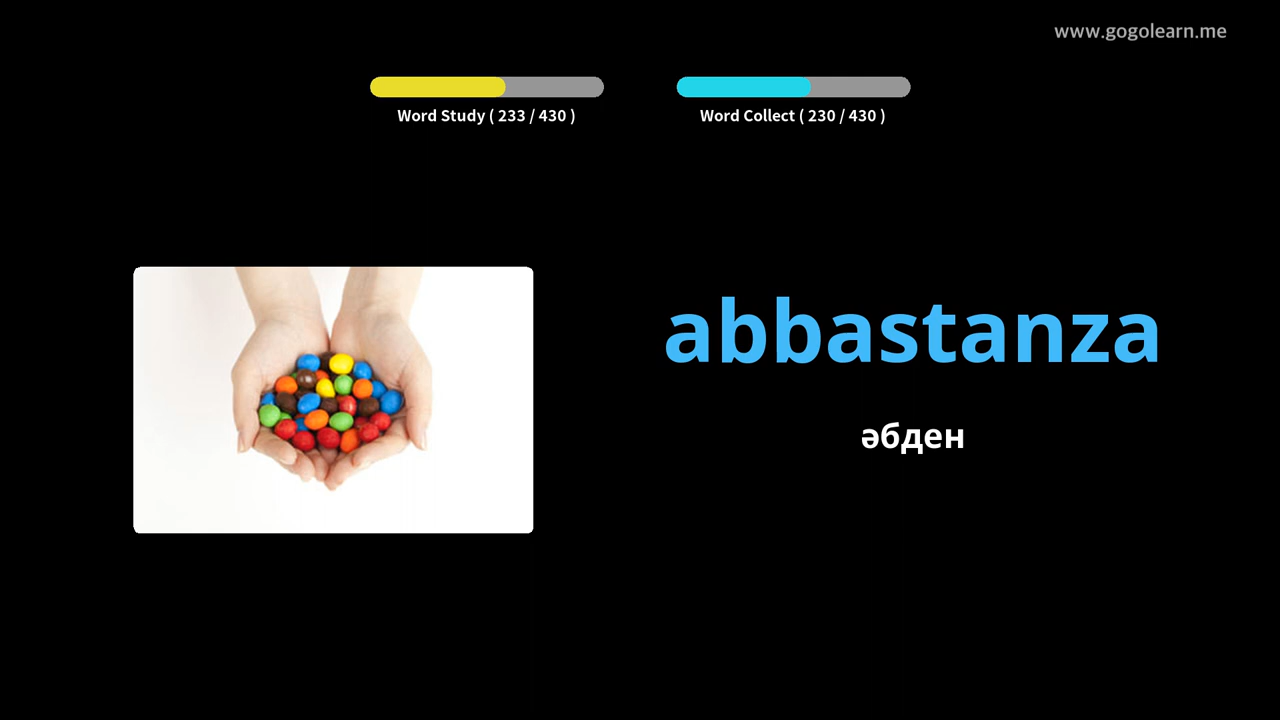 www.gogolearn.me
Word Study ( 233 / 430 )
Word Collect ( 230 / 430 )
abbastanza
әбден